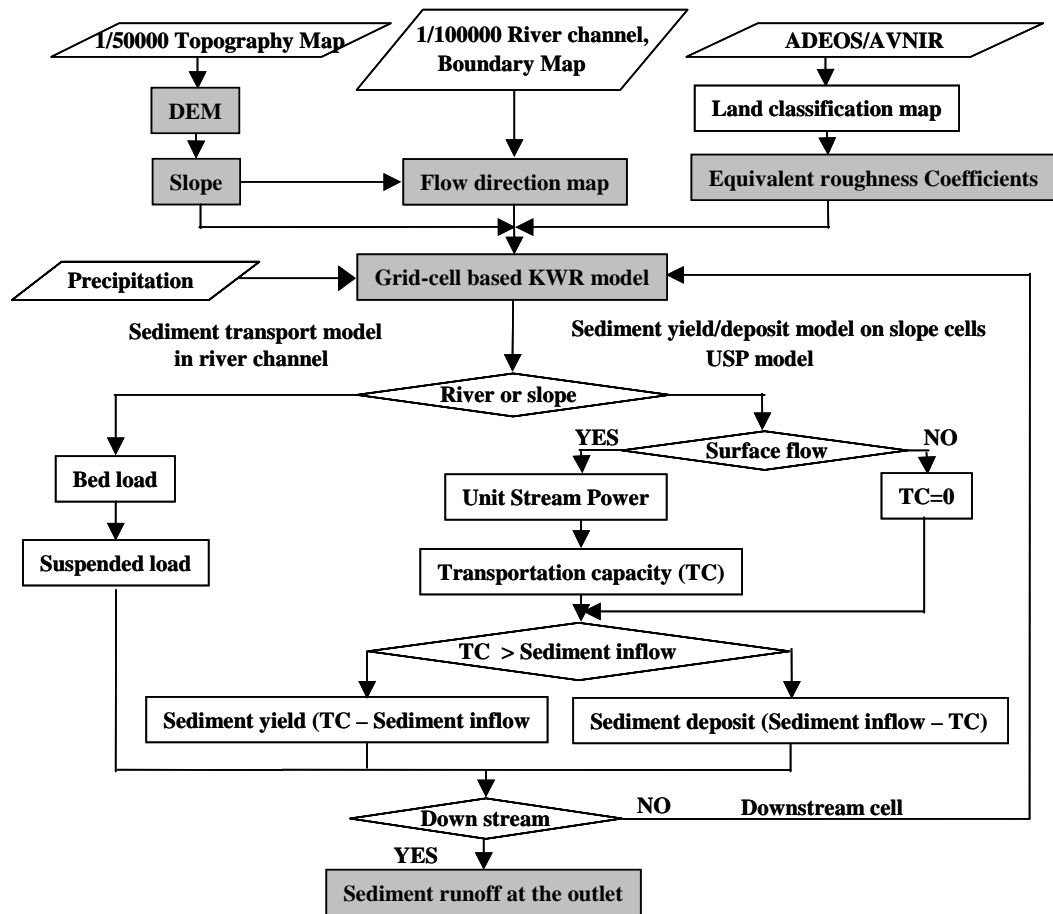 1/50000 Topography Map
1/100000 River channel,
Boundary Map
ADEOS/AVNIR
DEM
Land classification map
Slope
Flow direction map
Equivalent roughness Coefficients
Precipitation
Grid-cell based KWR model
Sediment transport model
in river channel
Sediment yield/deposit model on slope cells
USP model
River or slope
YES
Surface flow
NO
Bed load
Unit Stream Power
TC=0
Suspended load
Transportation capacity (TC)
TC > Sediment inflow
Sediment yield (TC – Sediment inflow
Sediment deposit (Sediment inflow – TC)
Down stream
NO
Downstream cell
YES
Sediment runoff at the outlet